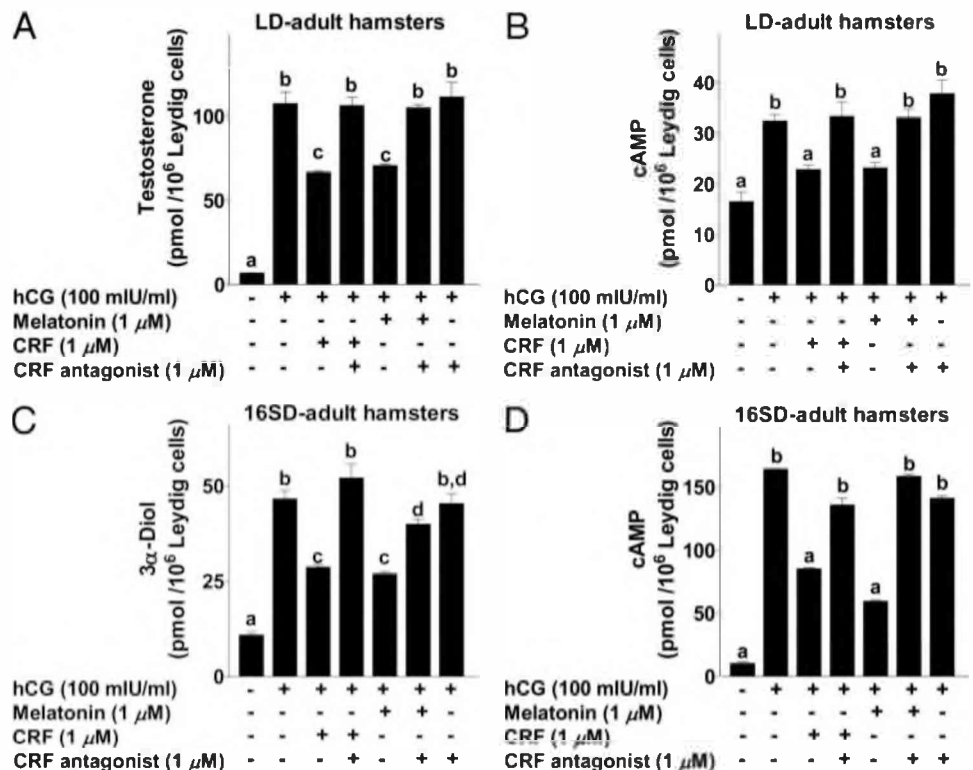 A
LD-adult hamsters
Testosterone
(pmol /10⁶ Leydig cells)
100
50
0
a b c b c b b
hCG (100 mIU/ml) - + + + + + +
Melatonin (1 μM) - - - - + + -
CRF (1 μM) - - + + - - -
CRF antagonist (1 μM) - - - + - + +
B
LD-adult hamsters
cAMP
(pmol /10⁶ Leydig cells)
40
30
20
10
0
a b a b a b b
hCG (100 mIU/ml) - + + + + + +
Melatonin (1 μM) - - - - + + -
CRF (1 μM) - - + + - - -
CRF antagonist (1 μM) - - - + - + +
C
16SD-adult hamsters
3α-Diol
(pmol /10⁶ Leydig cells)
50
25
0
a b c b c d b,d
hCG (100 mIU/ml) - + + + + + +
Melatonin (1 μM) - - - - + + -
CRF (1 μM) - - + + - - -
CRF antagonist (1 μM) - - - + - + +
D
16SD-adult hamsters
cAMP
(pmol /10⁶ Leydig cells)
150
100
50
0
a b a b a b b
hCG (100 mIU/ml) - + + + + + +
Melatonin (1 μM) - - - - + + -
CRF (1 μM) - - + + - - -
CRF antagonist (1 μM) - - - + - + +